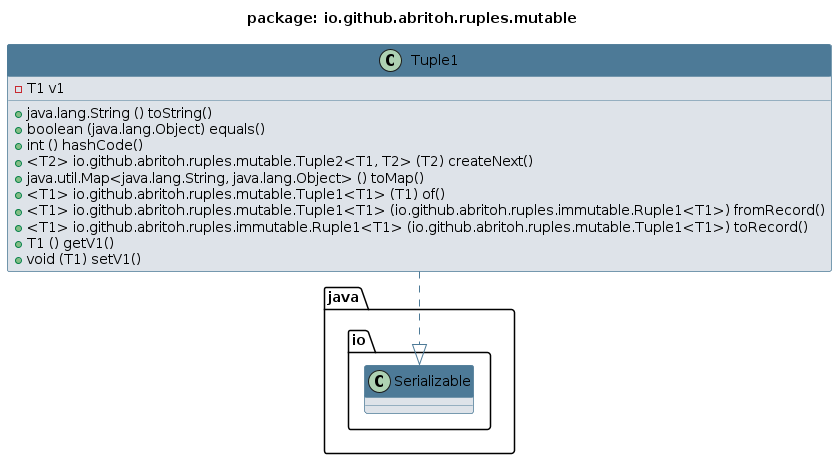 package: io.github.abritoh.ruples.mutable
C Tuple1
T1 v1
java.lang.String () toString()
boolean (java.lang.Object) equals()
int () hashCode()
<T2> io.github.abritoh.ruples.mutable.Tuple2<T1, T2> (T2) createNext()
java.util.Map<java.lang.String, java.lang.Object> () toMap()
<T1> io.github.abritoh.ruples.mutable.Tuple1<T1> (T1) of()
<T1> io.github.abritoh.ruples.mutable.Tuple1<T1> (io.github.abritoh.ruples.immutable.Ruple1<T1>) fromRecord()
<T1> io.github.abritoh.ruples.immutable.Ruple1<T1> (io.github.abritoh.ruples.mutable.Tuple1<T1>) toRecord()
T1 () getV1()
void (T1) setV1()
java
io
C Serializable